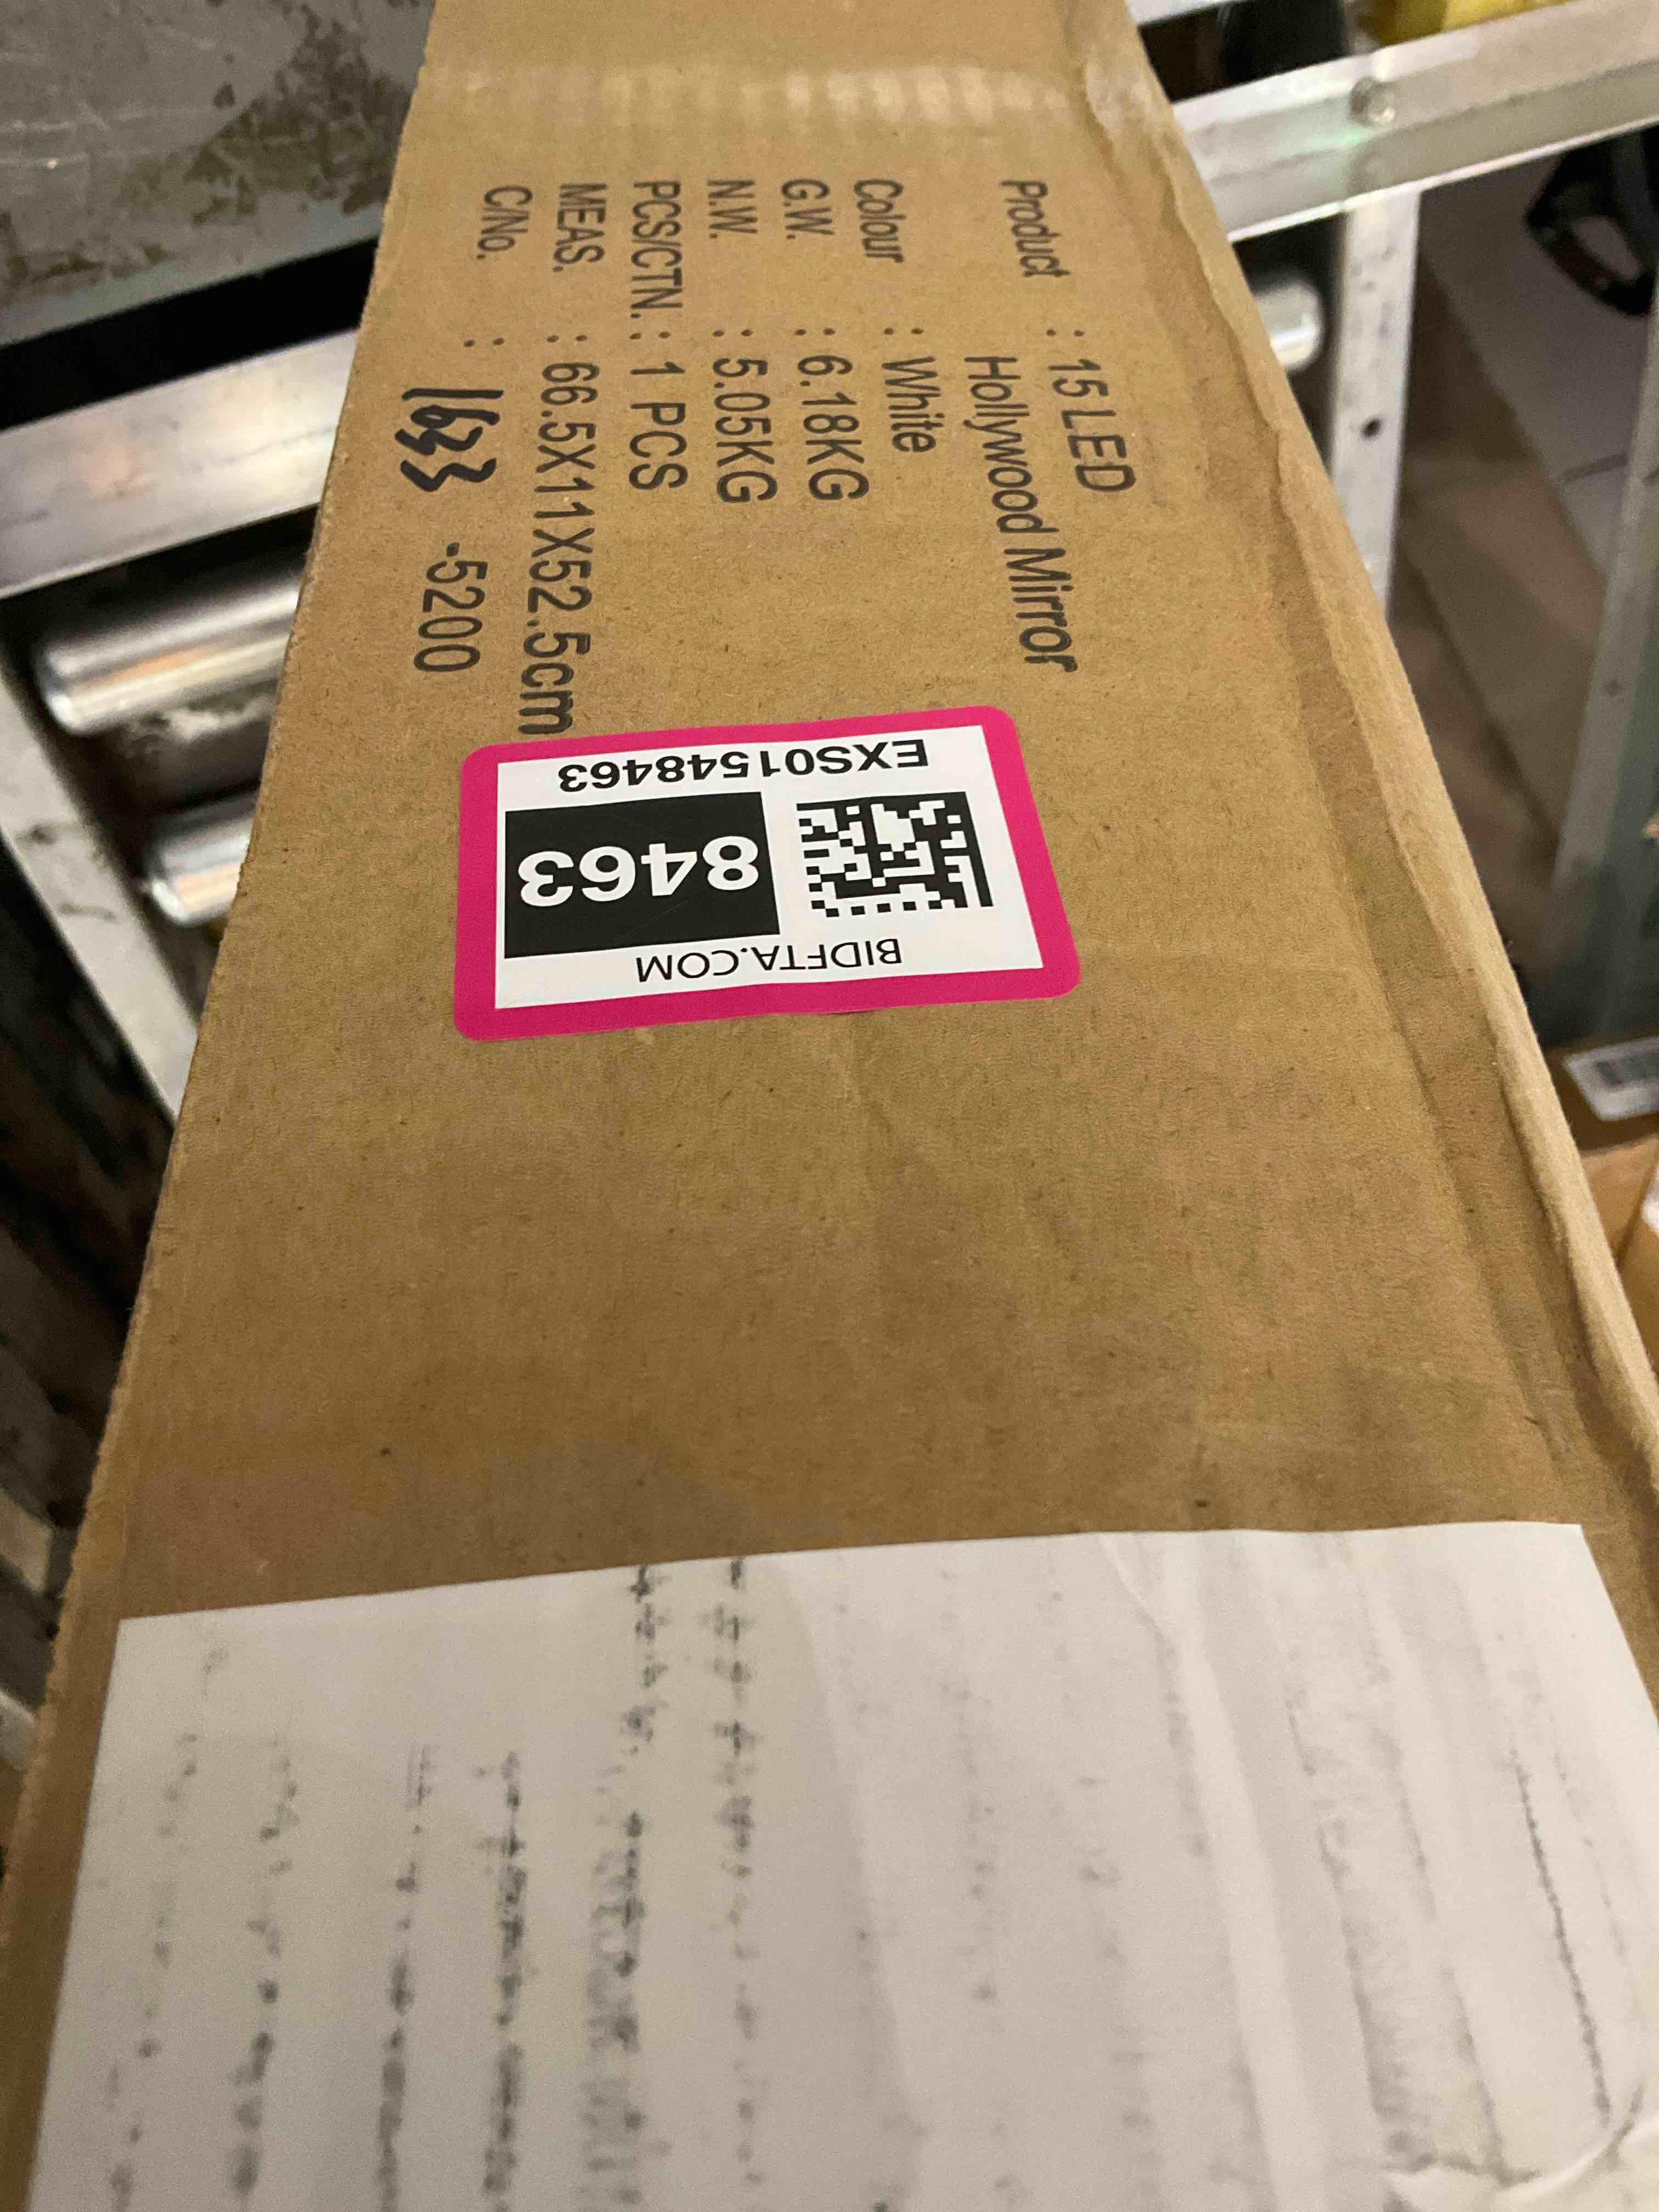 Product : 15 LED
Hollywood Mirror
Colour : White
G.W. : 6.18KG
N.W. : 5.05KG
PCS/CTN. : 1 PCS
MEAS. : 66.5X11X52.5cm
C/No. : 1633 -5200
BIDFTA.COM
8463
EXS01548463